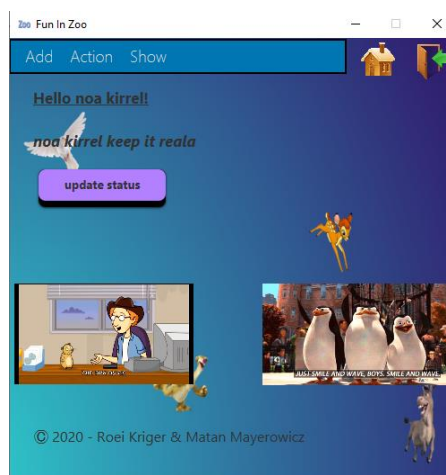 Zoo Fun In Zoo
Add Action Show
Hello noa kirrel!
noa kirrel keep it reala
update status
JUST SMILE AND WAVE, BOYS. SMILE AND WAVE.
© 2020 - Roei Kriger & Matan Mayerowicz